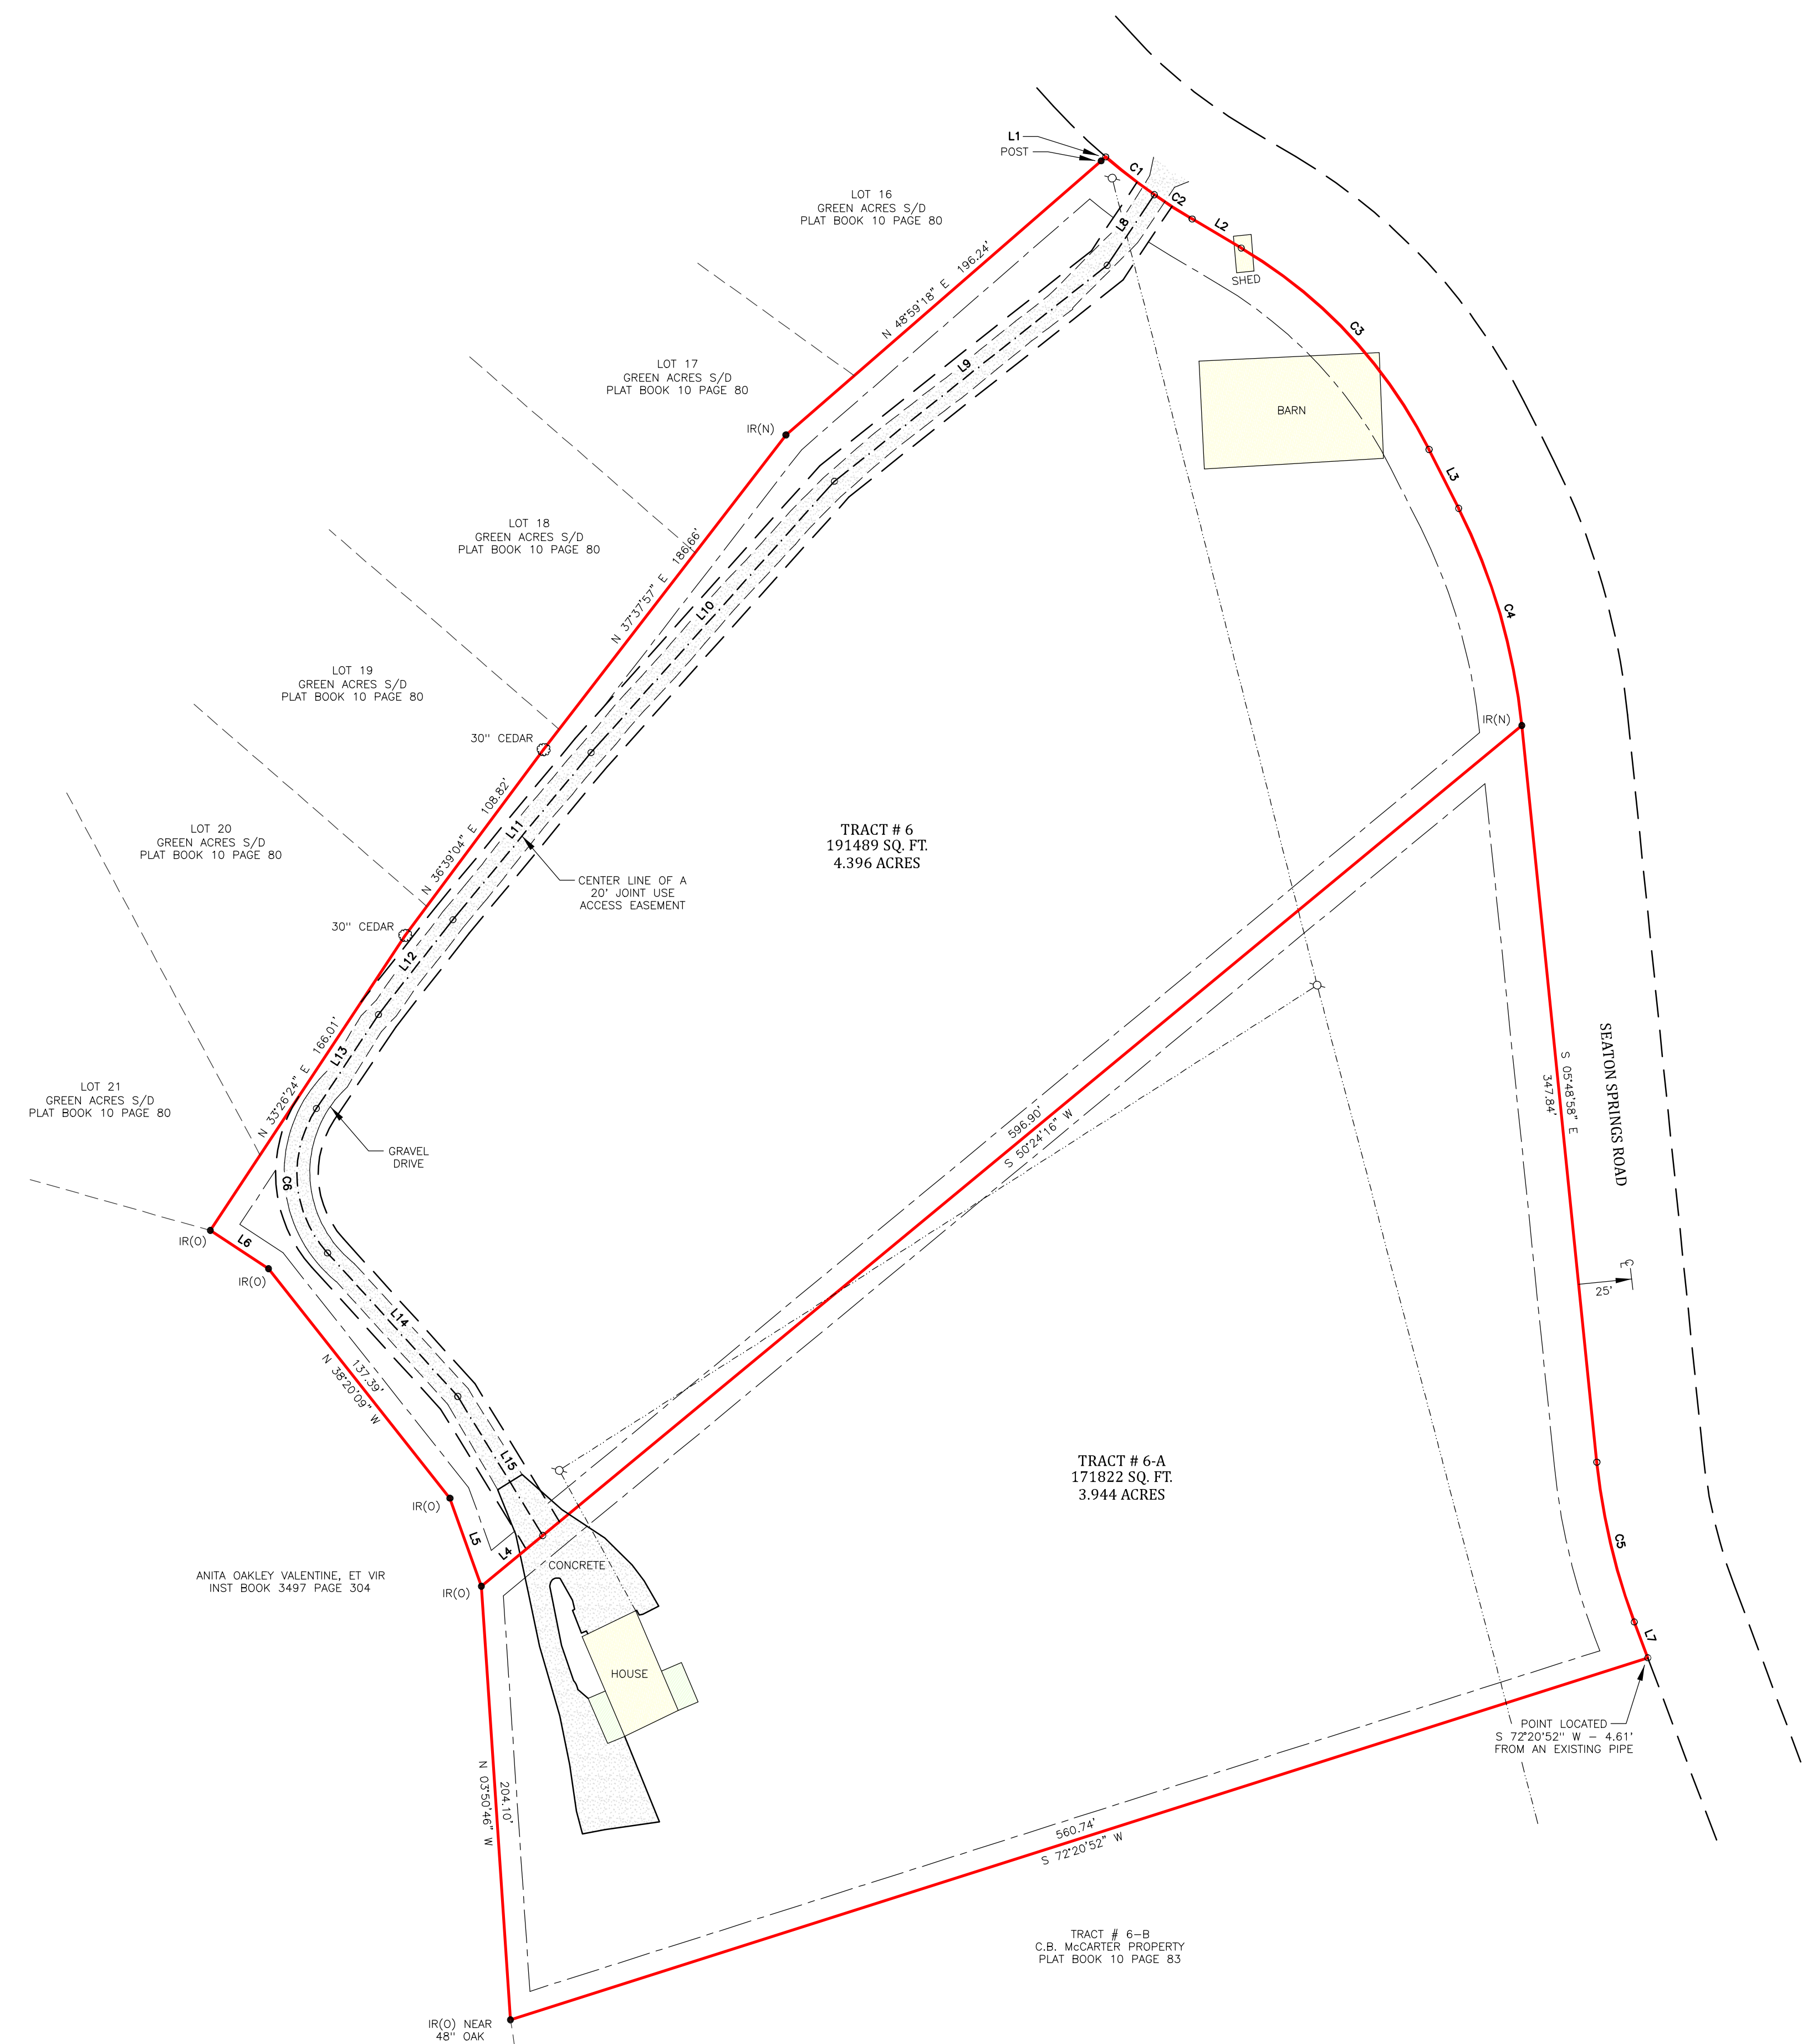 L1
POST
C1
C2
L2
L8
SHED
LOT 16
GREEN ACRES S/D
PLAT BOOK 10 PAGE 80
N 48°59'18" E 196.24'
C3
LOT 17
GREEN ACRES S/D
PLAT BOOK 10 PAGE 80
L9
BARN
IR(N)
L3
LOT 18
GREEN ACRES S/D
PLAT BOOK 10 PAGE 80
N 37°37'57" E 186.66'
L10
C4
LOT 19
GREEN ACRES S/D
PLAT BOOK 10 PAGE 80
IR(N)
30" CEDAR
N 36°39'04" E 108.82'
L11
LOT 20
GREEN ACRES S/D
PLAT BOOK 10 PAGE 80
TRACT # 6
191489 SQ. FT.
4.396 ACRES
CENTER LINE OF A
20' JOINT USE
ACCESS EASEMENT
30" CEDAR
L12
N 33°26'24" E 166.01'
L13
LOT 21
GREEN ACRES S/D
PLAT BOOK 10 PAGE 80
GRAVEL
DRIVE
596.90'
S 50°24'16" W
S 05°48'58" E
347.84'
SEATON SPRINGS ROAD
C6
IR(O)
L6
IR(O)
CL
25'
L14
137.39'
N 38°20'09" W
L15
TRACT # 6-A
171822 SQ. FT.
3.944 ACRES
IR(O)
L5
L4
C5
CONCRETE
ANITA OAKLEY VALENTINE, ET VIR
INST BOOK 3497 PAGE 304
IR(O)
L7
HOUSE
POINT LOCATED
S 72°20'52" W - 4.61'
FROM AN EXISTING PIPE
204.10'
N 03°50'46" W
560.74'
S 72°20'52" W
TRACT # 6-B
C.B. McCARTER PROPERTY
PLAT BOOK 10 PAGE 83
IR(O) NEAR
48" OAK